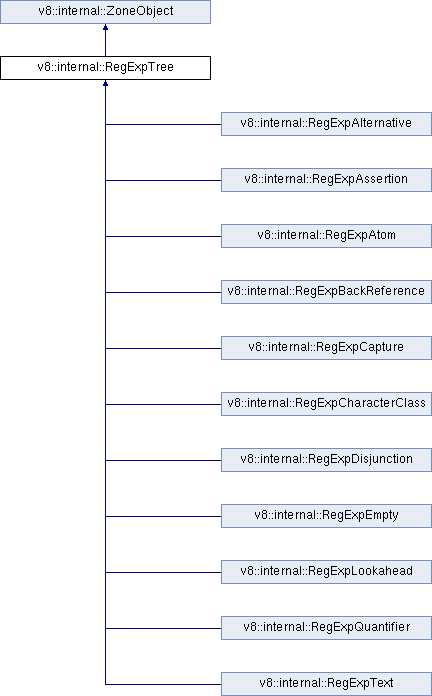 v8::internal::ZoneObject
v8::internal::RegExpTree
v8::internal::RegExpAlternative
v8::internal::RegExpAssertion
v8::internal::RegExpAtom
v8::internal::RegExpBackReference
v8::internal::RegExpCapture
v8::internal::RegExpCharacterClass
v8::internal::RegExpDisjunction
v8::internal::RegExpEmpty
v8::internal::RegExpLookahead
v8::internal::RegExpQuantifier
v8::internal::RegExpText